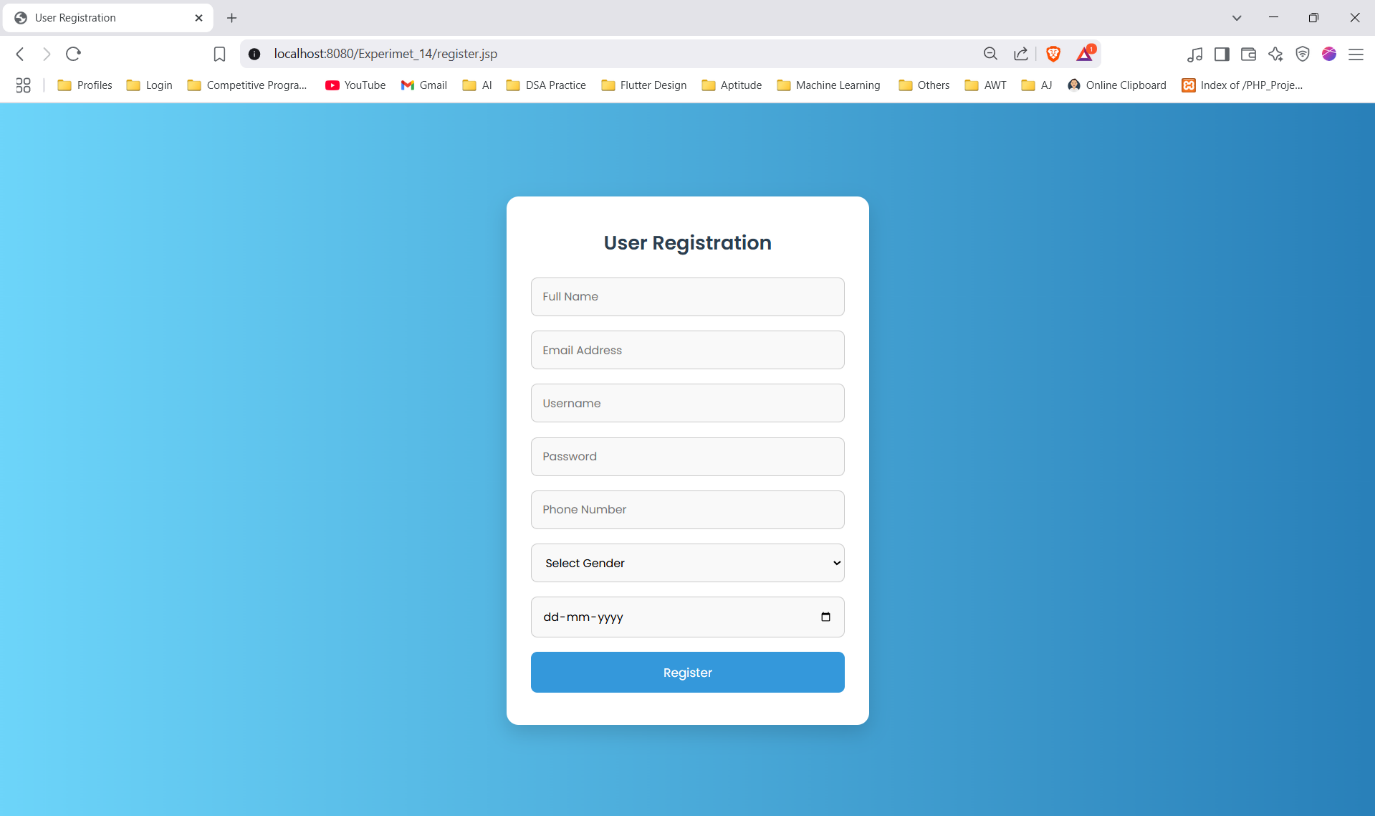 User Registration
localhost:8080/Experimet_14/register.jsp
1
Profiles Login Competitive Progra... YouTube Gmail AI DSA Practice Flutter Design Aptitude Machine Learning Others AWT AJ Online Clipboard Index of /PHP_Proje...
User Registration
Full Name
Email Address
Username
Password
Phone Number
Select Gender
dd-mm-yyyy
Register